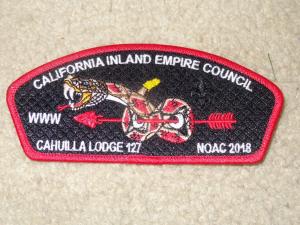 CALIFORNIA INLAND EMPIRE COUNCIL
WWW
CAHUILLA LODGE 127 NOAC 2018